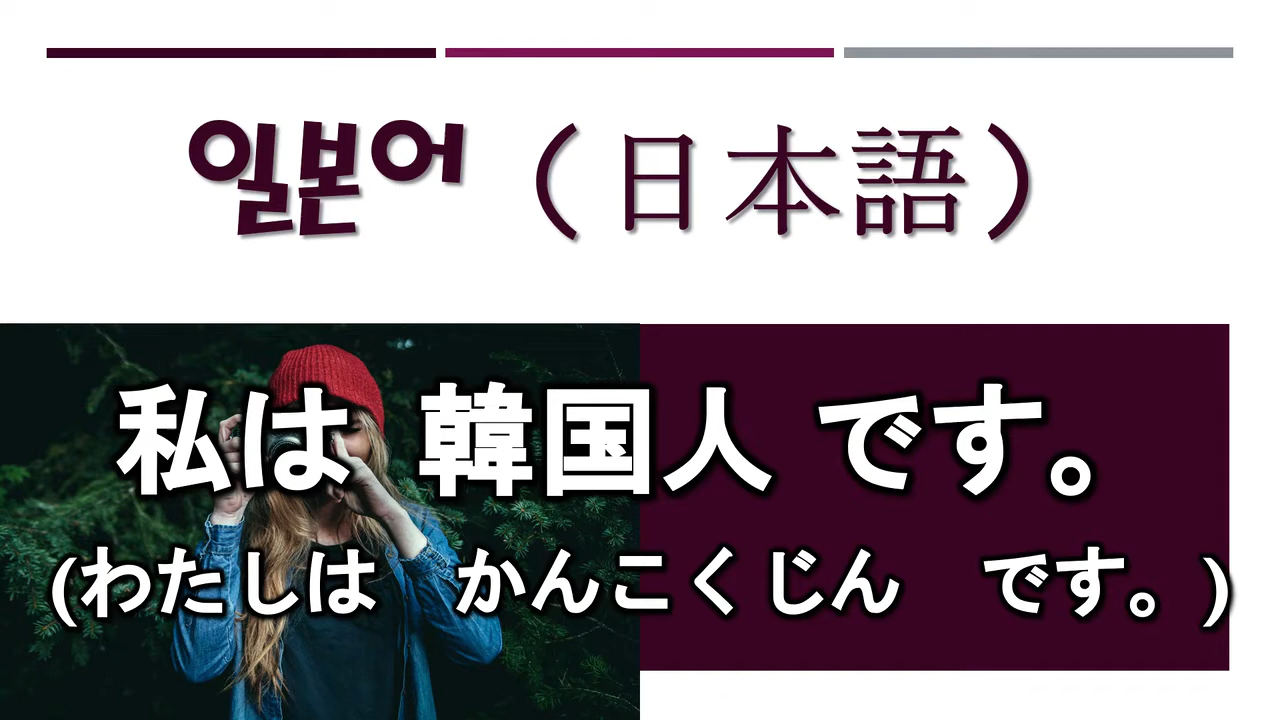 일본어（日本語）
私は 韓国人 です。
(わたしは　かんこくじん　です。)